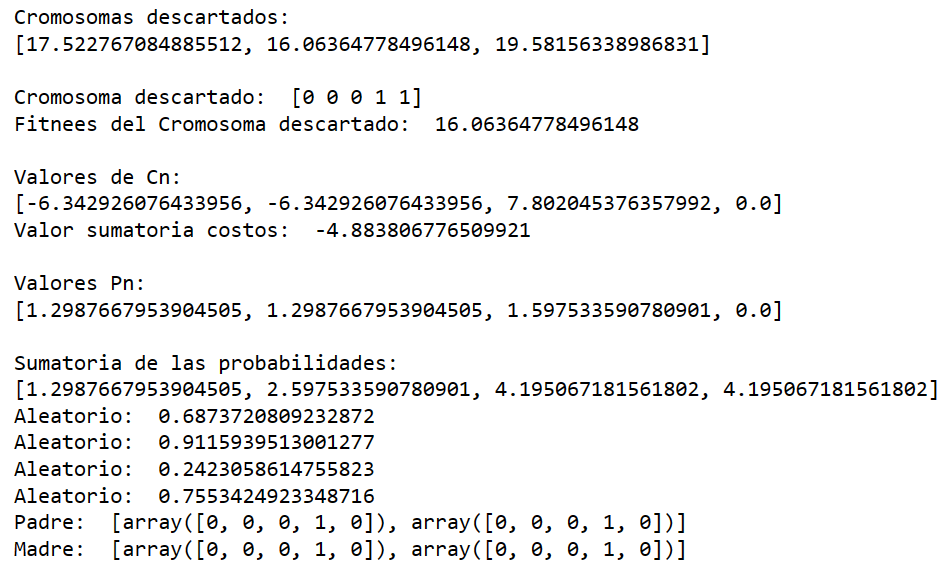 Cromosomas descartados:
[17.522767084885512, 16.06364778496148, 19.58156338986831]
Cromosoma descartado:  [0 0 0 1 1]
Fitnees del Cromosoma descartado:  16.06364778496148
Valores de Cn:
[-6.342926076433956, -6.342926076433956, 7.802045376357992, 0.0]
Valor sumatoria costos:  -4.883806776509921
Valores Pn:
[1.2987667953904505, 1.2987667953904505, 1.597533590780901, 0.0]
Sumatoria de las probabilidades:
[1.2987667953904505, 2.597533590780901, 4.195067181561802, 4.195067181561802]
Aleatorio:  0.6873720809232872
Aleatorio:  0.9115939513001277
Aleatorio:  0.2423058614755823
Aleatorio:  0.7553424923348716
Padre:  [array([0, 0, 0, 1, 0]), array([0, 0, 0, 1, 0])]
Madre:  [array([0, 0, 0, 1, 0]), array([0, 0, 0, 1, 0])]